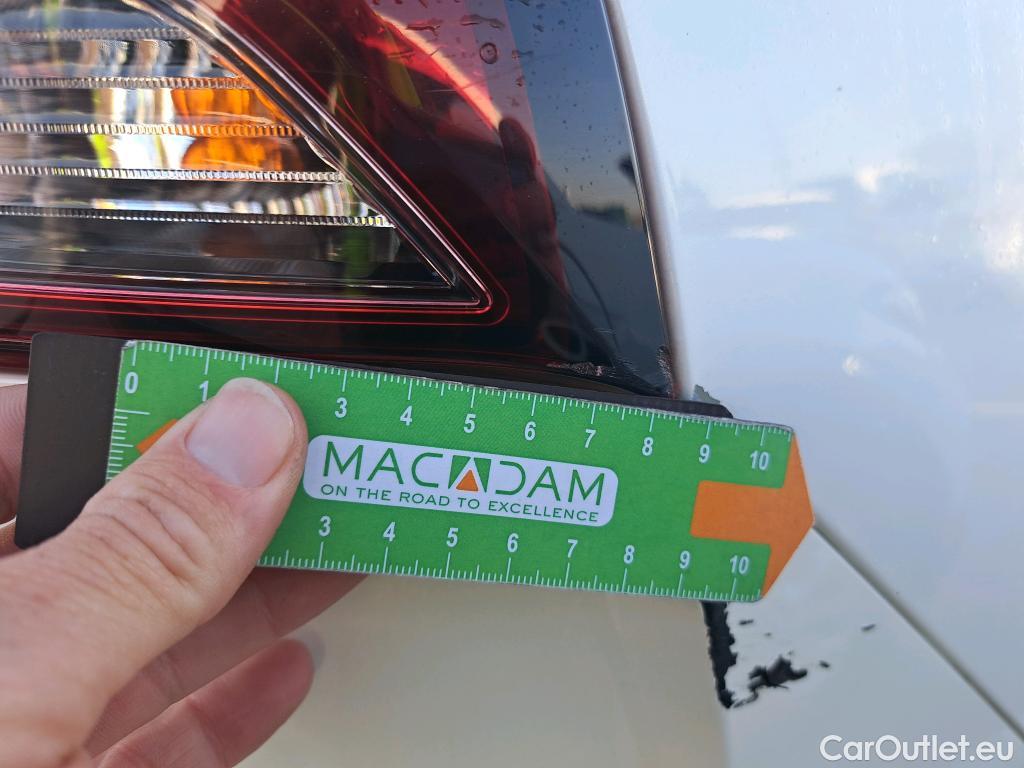 0 1 3 4 5 6 7 8 9 10
MACADAM
ON THE ROAD TO EXCELLENCE
3 4 5 6 7 8 9 10
CarOutlet.eu